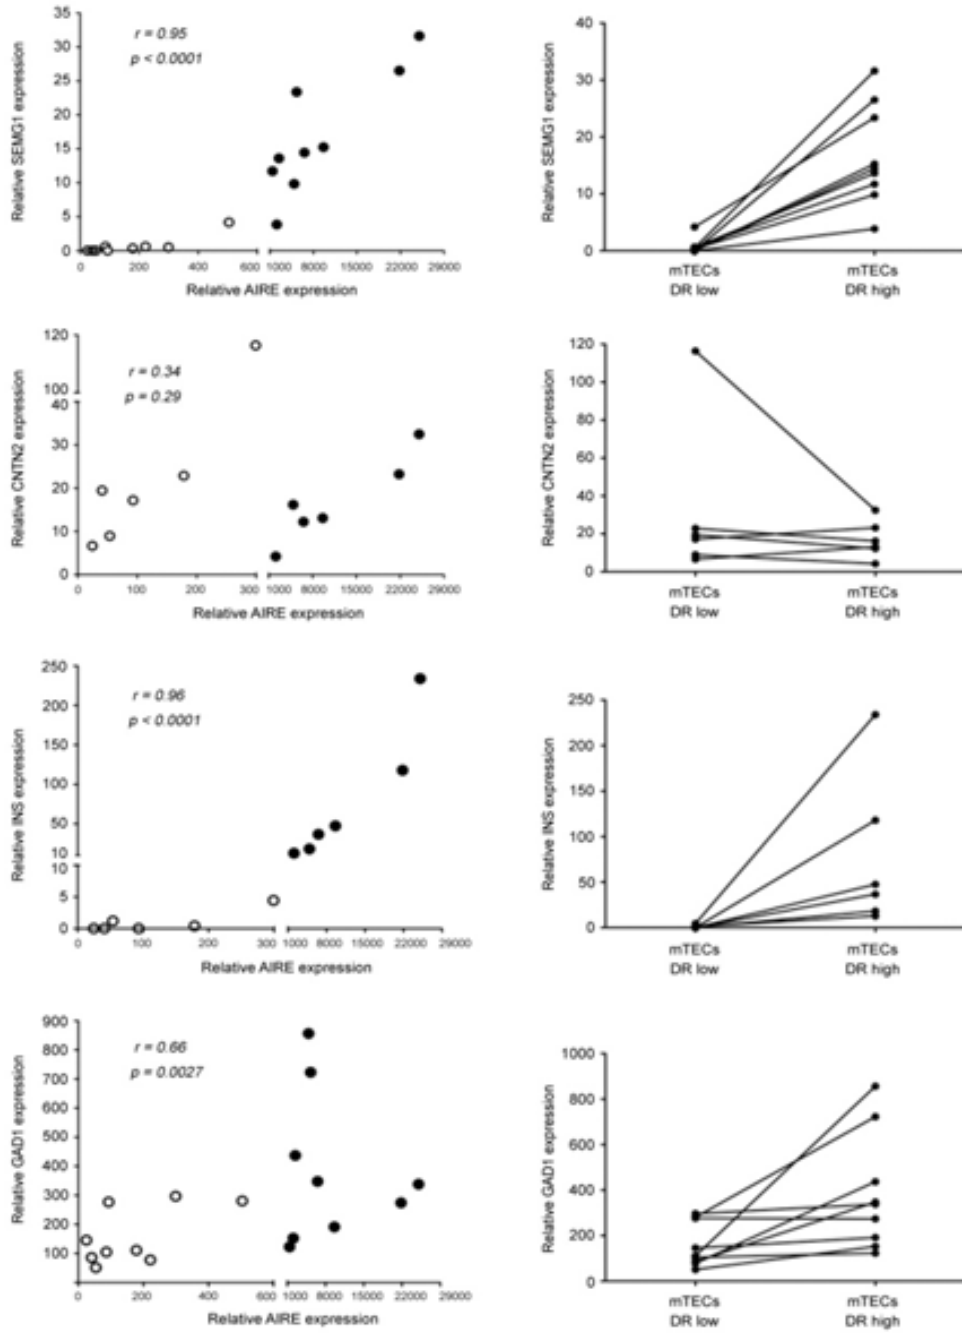 Relative SEMG1 expression
35
30
25
20
15
10
5
0
r = 0.95
p < 0.0001
0 200 400 600 1000 8000 15000 22000 29000
Relative AIRE expression
Relative SEMG1 expression
40
30
20
10
0
mTECs mTECs
DR low DR high
Relative CNTN2 expression
120
100
40
30
20
10
0
r = 0.34
p = 0.29
0 100 200 300 1000 8000 15000 22000 29000
Relative AIRE expression
Relative CNTN2 expression
120
100
80
60
40
20
0
mTECs mTECs
DR low DR high
Relative INS expression
250
200
150
100
50
10
10
5
0
r = 0.96
p < 0.0001
0 100 200 300 1000 8000 15000 22000 29000
Relative AIRE expression
Relative INS expression
250
200
150
100
50
0
mTECs mTECs
DR low DR high
Relative GAD1 expression
900
800
700
600
500
400
300
200
100
r = 0.66
p = 0.0027
0 200 400 600 1000 8000 15000 22000 29000
Relative AIRE expression
Relative GAD1 expression
1000
800
600
400
200
0
mTECs mTECs
DR low DR high